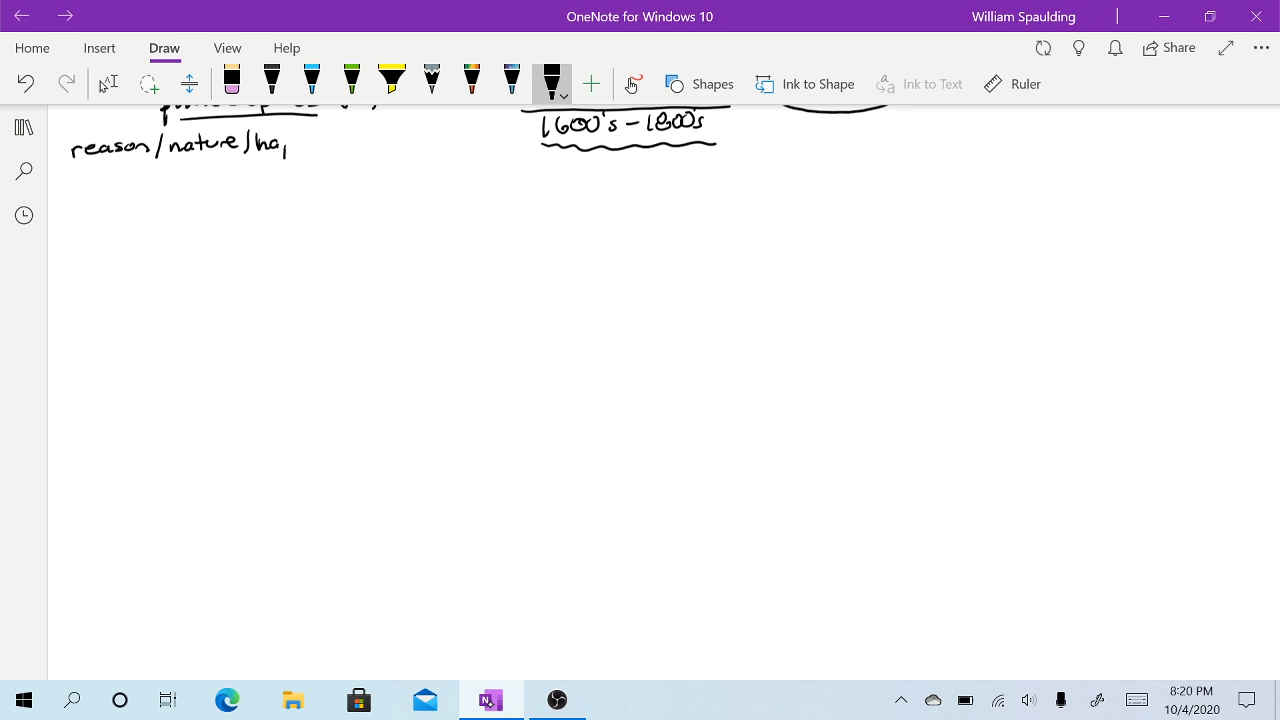 OneNote for Windows 10
William Spaulding
Home Insert Draw View Help
Share
Shapes Ink to Shape Ink to Text Ruler
1600's - 1800's
reason/nature/hap
8:20 PM
10/4/2020